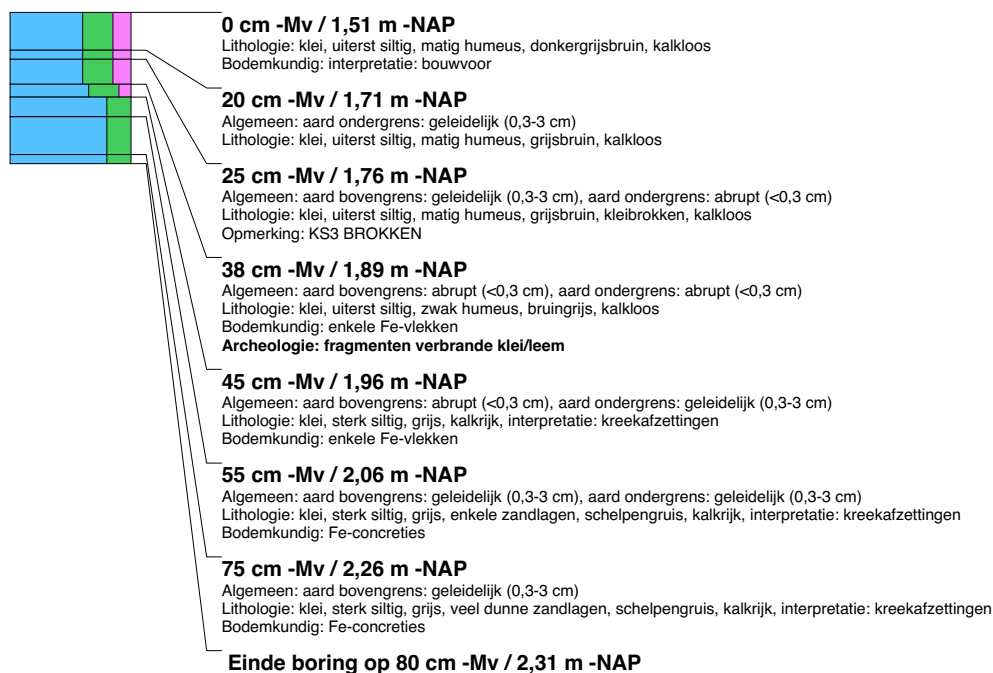 0 cm -Mv / 1,51 m -NAP
Lithologie: klei, uiterst siltig, matig humeus, donkergrijsbruin, kalkloos
Bodemkundig: interpretatie: bouwvoor
20 cm -Mv / 1,71 m -NAP
Algemeen: aard ondergrens: geleidelijk (0,3-3 cm)
Lithologie: klei, uiterst siltig, matig humeus, grijsbruin, kalkloos
25 cm -Mv / 1,76 m -NAP
Algemeen: aard bovengrens: geleidelijk (0,3-3 cm), aard ondergrens: abrupt (<0,3 cm)
Lithologie: klei, uiterst siltig, matig humeus, grijsbruin, kleibrokken, kalkloos
Opmerking: KS3 BROKKEN
38 cm -Mv / 1,89 m -NAP
Algemeen: aard bovengrens: abrupt (<0,3 cm), aard ondergrens: abrupt (<0,3 cm)
Lithologie: klei, uiterst siltig, zwak humeus, bruingrijs, kalkloos
Bodemkundig: enkele Fe-vlekken
Archeologie: fragmenten verbrande klei/leem
45 cm -Mv / 1,96 m -NAP
Algemeen: aard bovengrens: abrupt (<0,3 cm), aard ondergrens: geleidelijk (0,3-3 cm)
Lithologie: klei, sterk siltig, grijs, kalkrijk, interpretatie: kreekafzettingen
Bodemkundig: enkele Fe-vlekken
55 cm -Mv / 2,06 m -NAP
Algemeen: aard bovengrens: geleidelijk (0,3-3 cm), aard ondergrens: geleidelijk (0,3-3 cm)
Lithologie: klei, sterk siltig, grijs, enkele zandlagen, schelpengruis, kalkrijk, interpretatie: kreekafzettingen
Bodemkundig: Fe-concreties
75 cm -Mv / 2,26 m -NAP
Algemeen: aard bovengrens: geleidelijk (0,3-3 cm)
Lithologie: klei, sterk siltig, grijs, veel dunne zandlagen, schelpengruis, kalkrijk, interpretatie: kreekafzettingen
Bodemkundig: Fe-concreties
Einde boring op 80 cm -Mv / 2,31 m -NAP